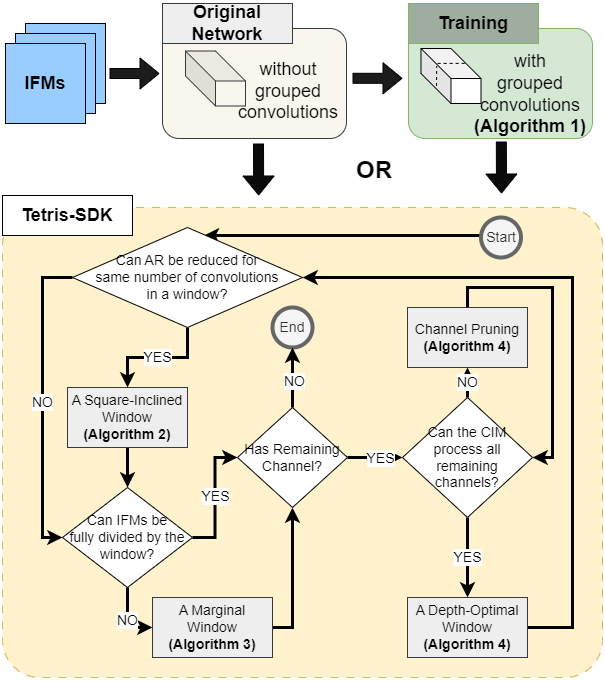 Original
Network
Training
IFMs
without
grouped
convolutions
with
grouped
convolutions
(Algorithm 1)
OR
Tetris-SDK
Start
Can AR be reduced for
same number of convolutions
in a window?
End
Channel Pruning
(Algorithm 4)
YES
NO
NO
NO
A Square-Inclined
Window
(Algorithm 2)
Has Remaining
Channel?
YES
Can the CIM
process all
remaining
channels?
YES
Can IFMs be
fully divided by the
window?
YES
NO
A Marginal
Window
(Algorithm 3)
A Depth-Optimal
Window
(Algorithm 4)